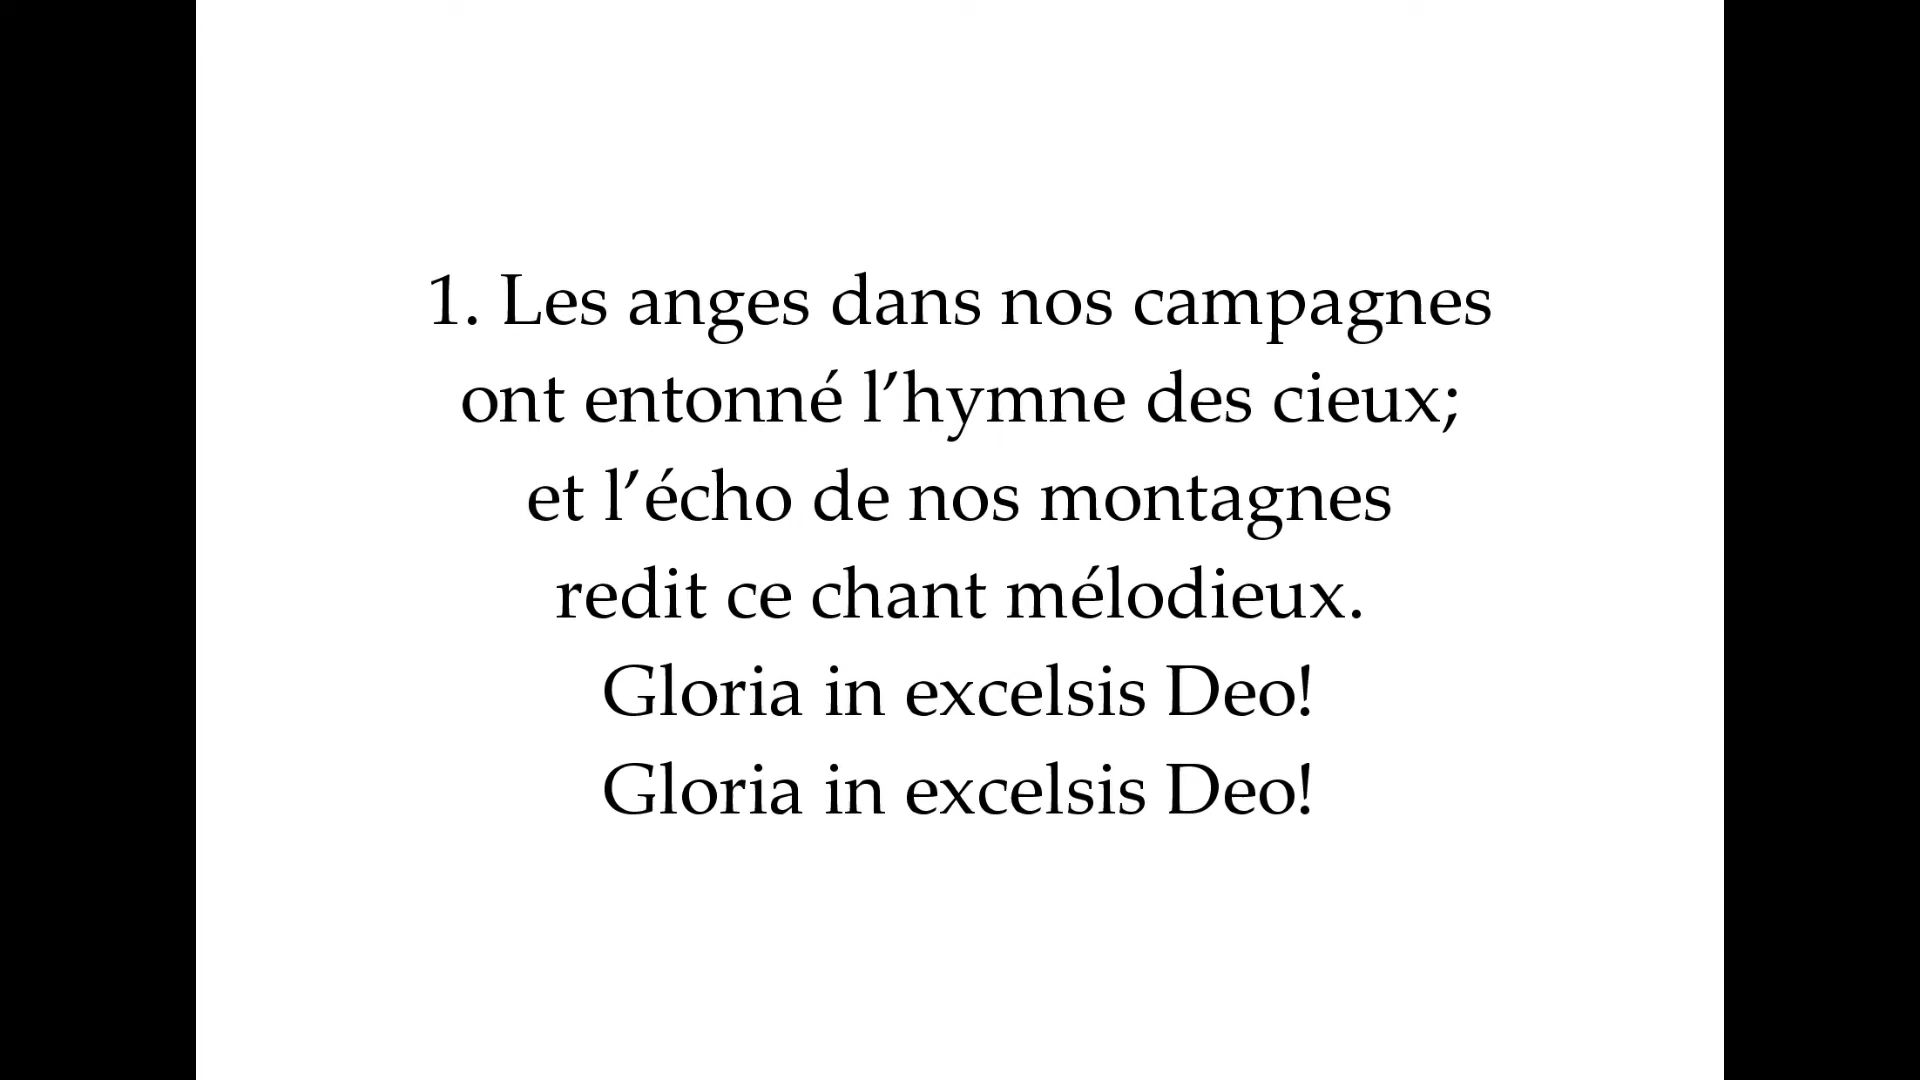 1. Les anges dans nos campagnes
ont entonné l’hymne des cieux;
et l’écho de nos montagnes
redit ce chant mélodieux.
Gloria in excelsis Deo!
Gloria in excelsis Deo!